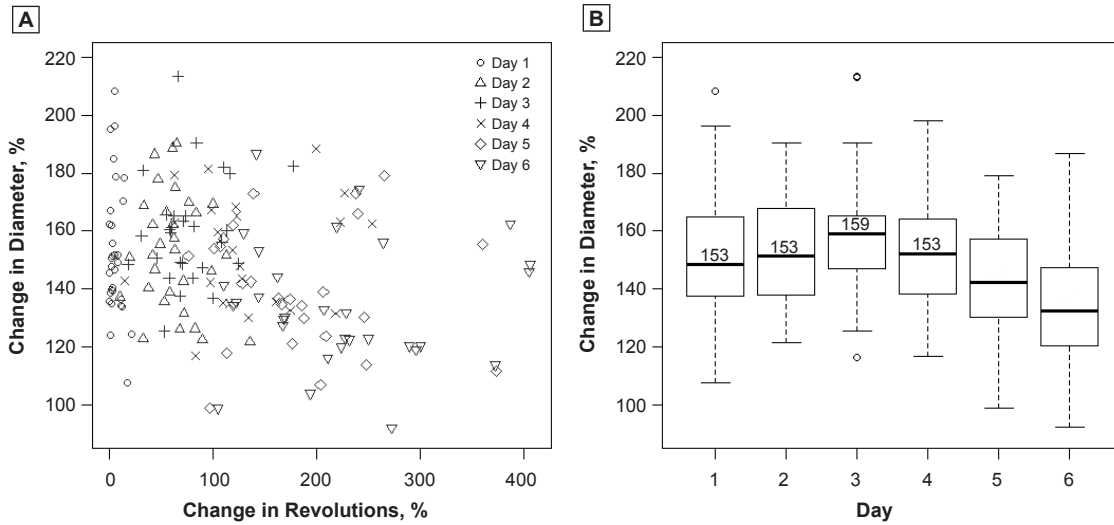 A
Change in Diameter, %
220
200
180
160
140
120
100
0
100
200
300
400
Change in Revolutions, %
Day 1
Day 2
Day 3
Day 4
Day 5
Day 6
B
Change in Diameter, %
220
200
180
160
140
120
100
153
153
159
153
1
2
3
4
5
6
Day